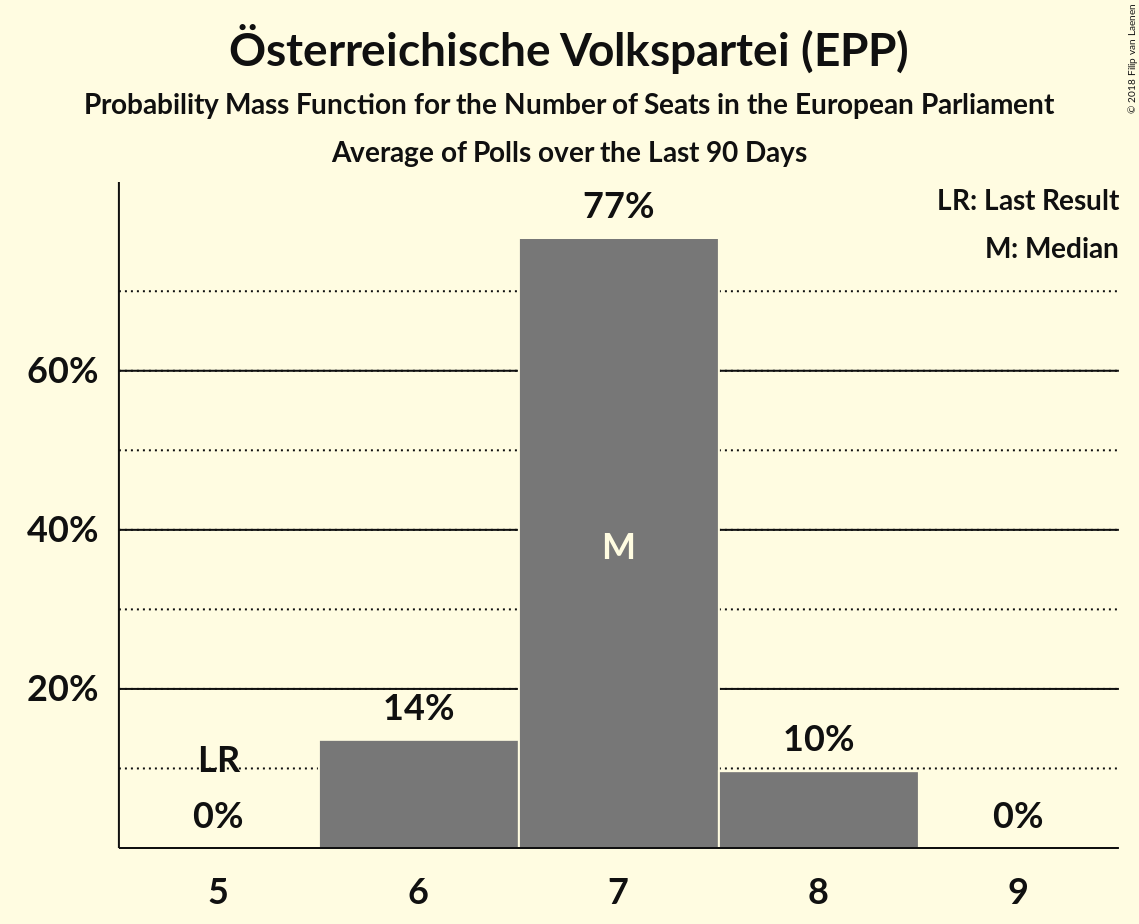 Österreichische Volkspartei (EPP)
Probability Mass Function for the Number of Seats in the European Parliament
Average of Polls over the Last 90 Days
© 2018 Filip van Laenen
LR: Last Result
M: Median
77%
60%
40%
20%
M
14%
10%
LR
0%
0%
5 6 7 8 9